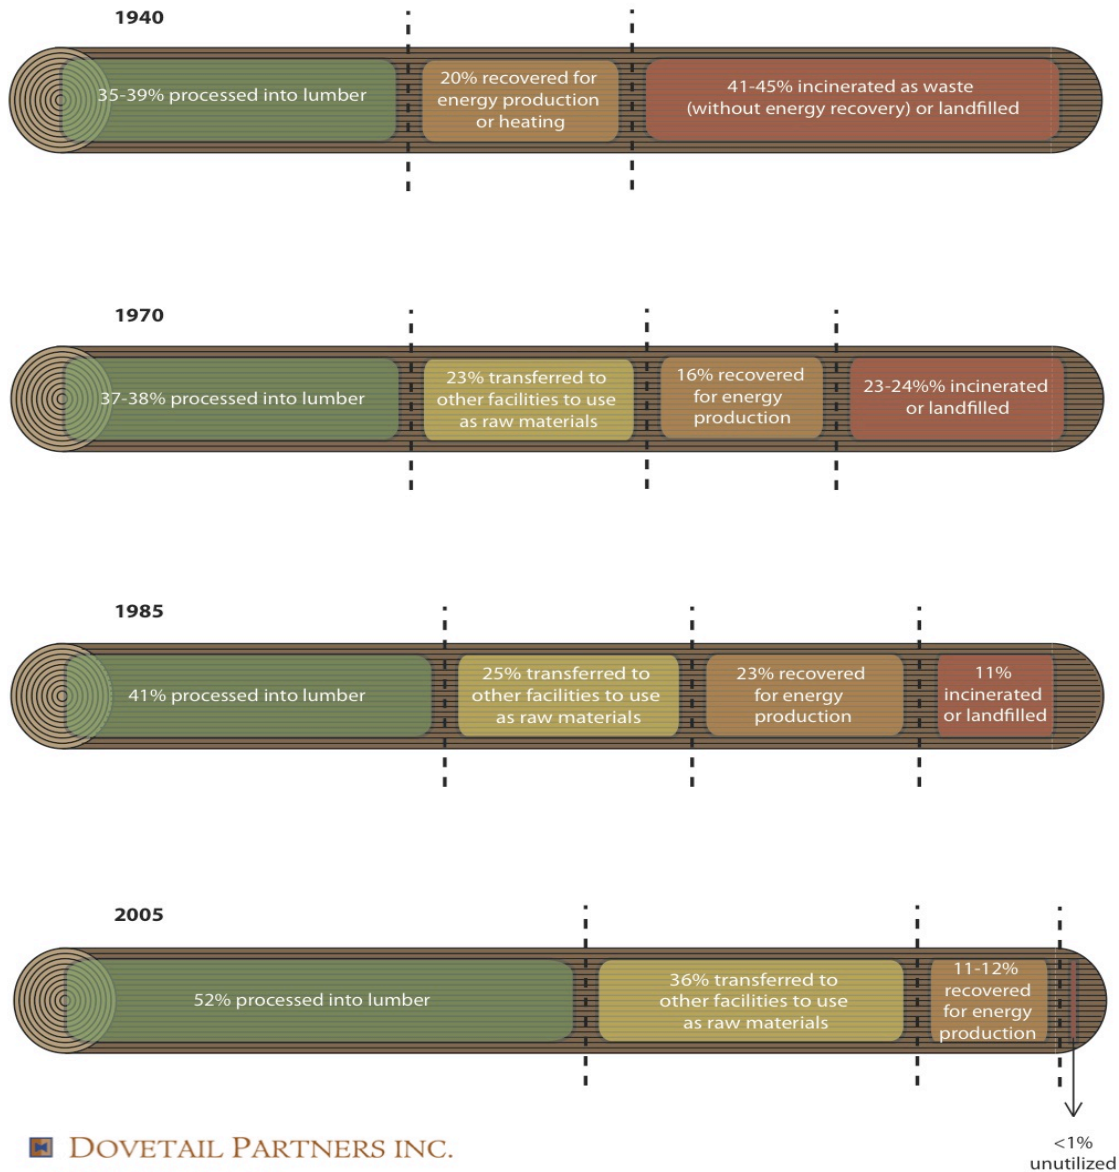 1940
35-39% processed into lumber
20% recovered for
energy production
or heating
41-45% incinerated as waste
(without energy recovery) or landfilled
1970
37-38% processed into lumber
23% transferred to
other facilities to use
as raw materials
16% recovered
for energy
production
23-24%% incinerated
or landfilled
1985
41% processed into lumber
25% transferred to
other facilities to use
as raw materials
23% recovered
for energy
production
11%
incinerated
or landfilled
2005
52% processed into lumber
36% transferred to
other facilities to use
as raw materials
11-12%
recovered
for energy
production
<1%
unutilized
DOVETAIL PARTNERS INC.